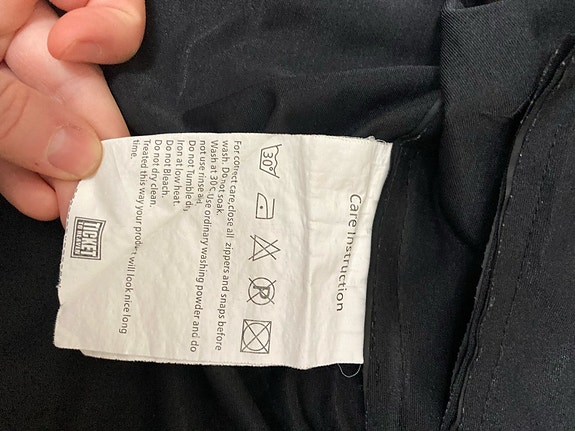 Care Instruction
30°
P
For correct care, close all zippers and snaps before
wash. Do not soak.
Wash at 30°c. Use ordinary washing powder and do
not use rinse aid.
Do not Tumble
Iron at low heat.
Do not Bleach.
Do not dry clean.
Treated this way your product will look nice long
time.
TICKET
TO HEAVEN